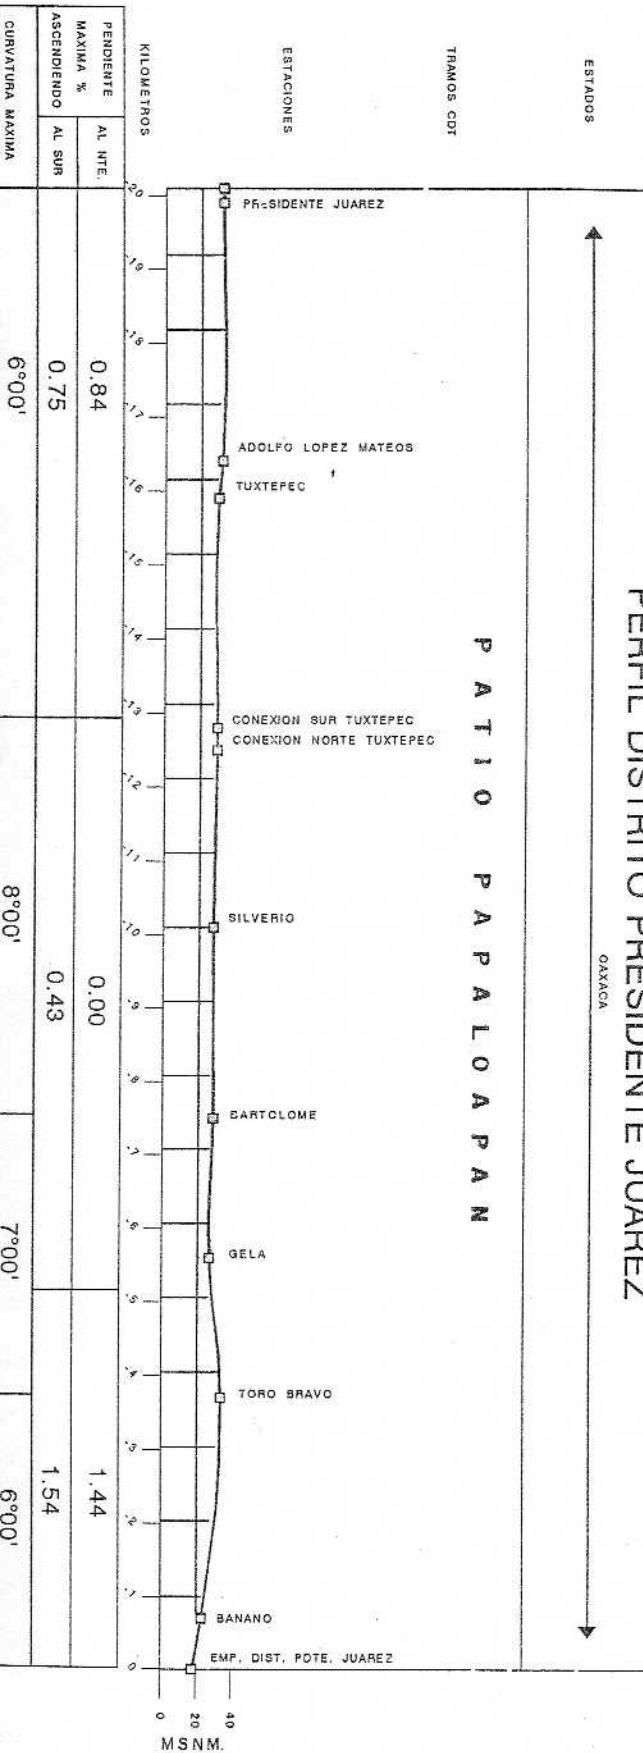 PERFIL DISTRITO PRESIDENTE JUAREZ
ESTADOS
OAXACA
TRAMOS CDT
PATIO PAPALOAPAN
ESTACIONES
PRESIDENTE JUAREZ
ADOLFO LOPEZ MATEOS
TUXTEPEC
CONEXION SUR TUXTEPEC
CONEXION NORTE TUXTEPEC
SILVERIO
BARTOLOME
GELA
TORO BRAVO
BANANO
EMP. DIST. PDTE. JUAREZ
0 20 40
MSNM.
KILOMETROS
-20 -19 -18 -17 -16 -15 -14 -13 -12 -11 -10 -9 -8 -7 -6 -5 -4 -3 -2 -1 0
PENDIENTE MAXIMA % ASCENDIENDO
AL NTE. 0.84 0.00 1.44
AL SUR 0.75 0.43 1.54
CURVATURA MAXIMA 6°00' 8°00' 7°00' 6°00'